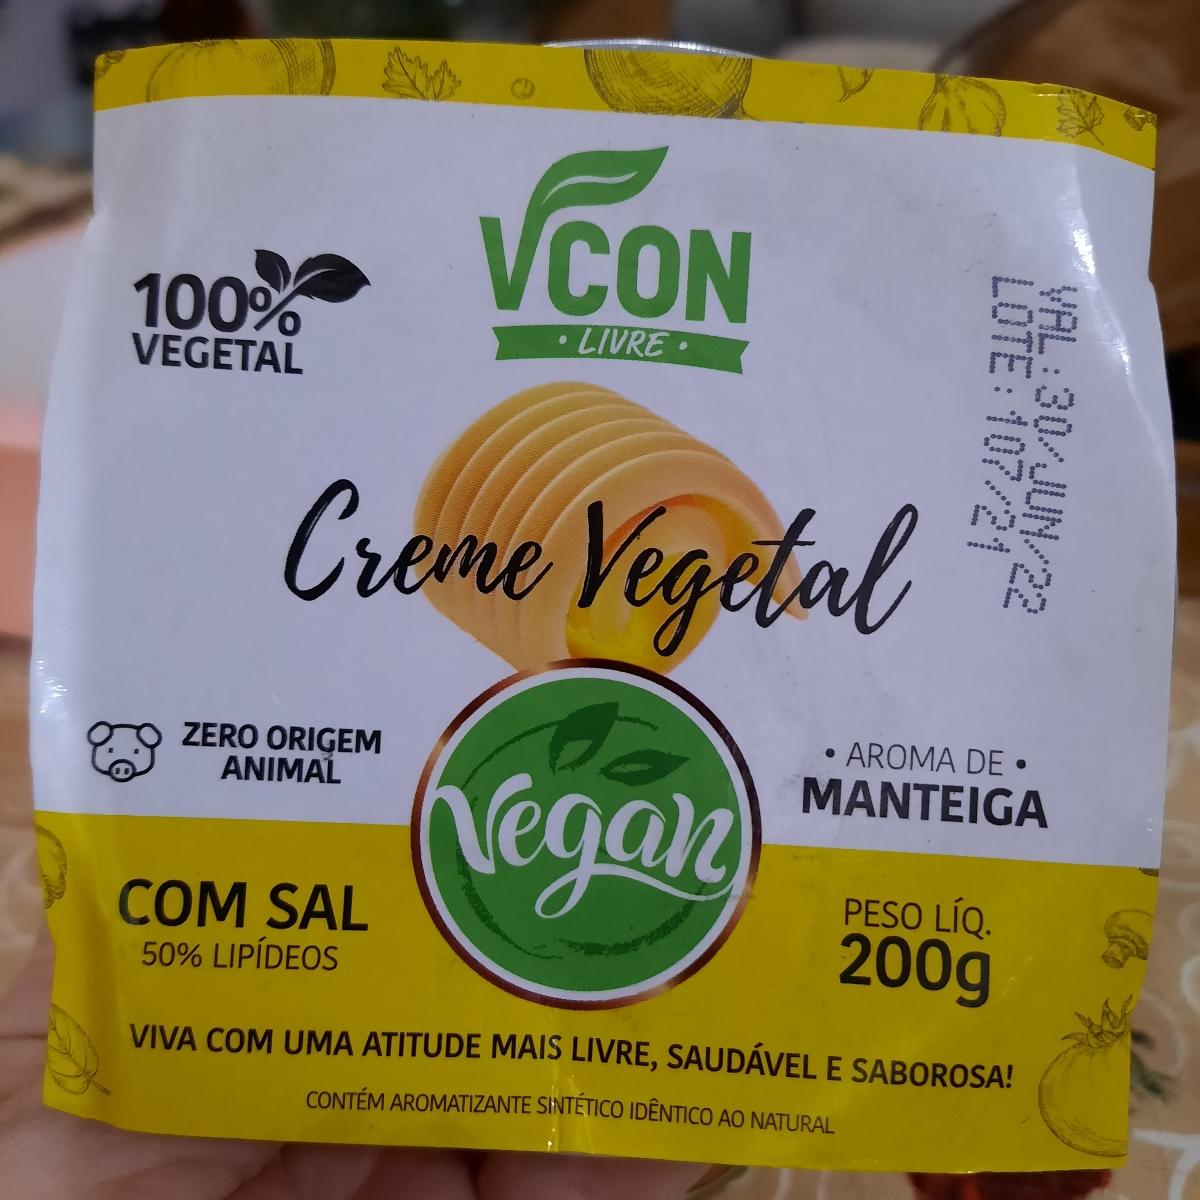 VCON
• LIVRE •
100%
VEGETAL
VAL : 30/JUN/22
LOTE : 107/21
Creme Vegetal
ZERO ORIGEM
ANIMAL
Vegan
• AROMA DE •
MANTEIGA
COM SAL
50% LIPÍDEOS
PESO LÍQ.
200g
VIVA COM UMA ATITUDE MAIS LIVRE, SAUDÁVEL E SABOROSA!
CONTÉM AROMATIZANTE SINTÉTICO IDÊNTICO AO NATURAL